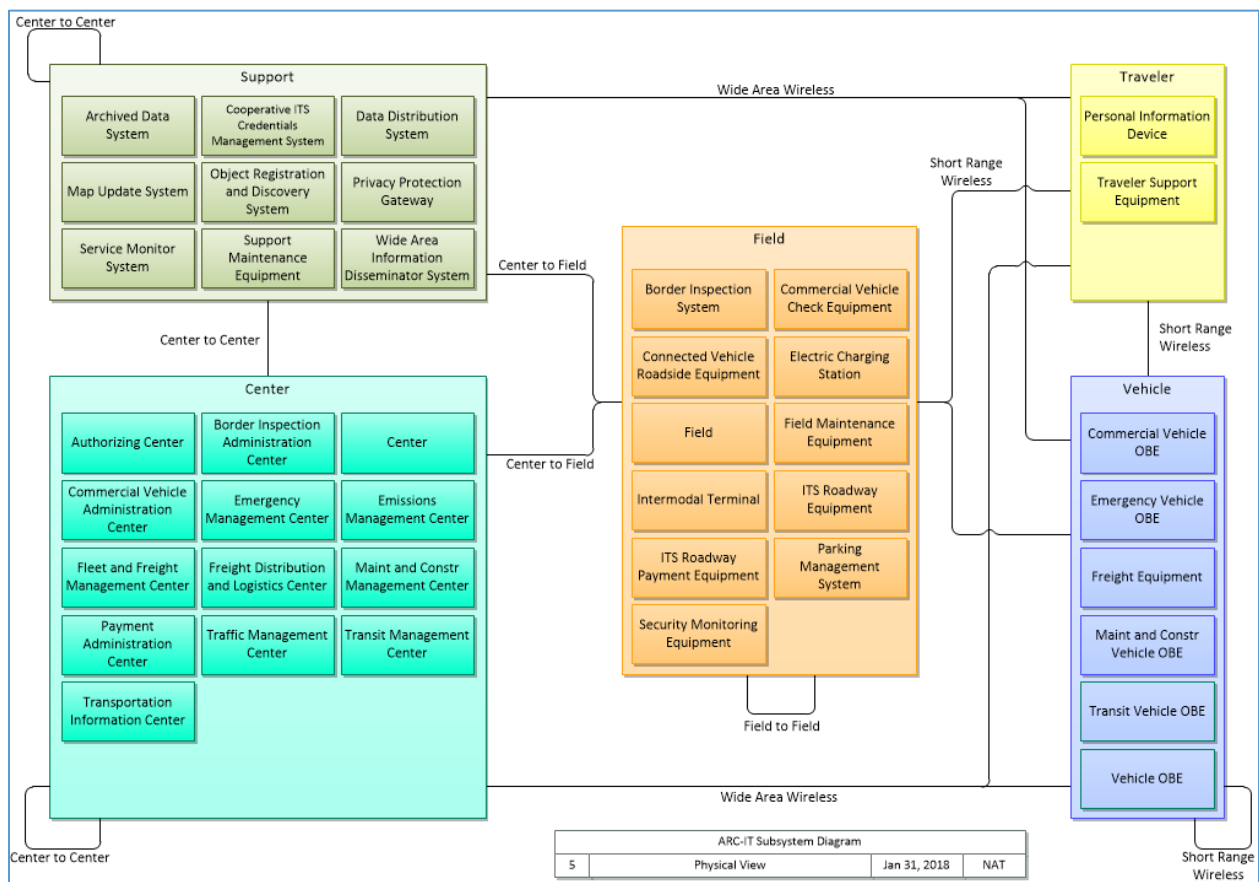 Center to Center
Support
Archived Data
System
Cooperative ITS
Credentials
Management System
Data Distribution
System
Map Update System
Object Registration
and Discovery
System
Privacy Protection
Gateway
Service Monitor
System
Support
Maintenance
Equipment
Wide Area
Information
Disseminator System
Wide Area Wireless
Traveler
Personal Information
Device
Traveler Support
Equipment
Short Range
Wireless
Center to Field
Center to Center
Field
Border Inspection
System
Commercial Vehicle
Check Equipment
Connected Vehicle
Roadside Equipment
Electric Charging
Station
Field
Field Maintenance
Equipment
Intermodal Terminal
ITS Roadway
Equipment
ITS Roadway
Payment Equipment
Parking
Management
System
Security Monitoring
Equipment
Field to Field
Short Range
Wireless
Center
Authorizing Center
Border Inspection
Administration
Center
Center
Commercial Vehicle
Administration Center
Emergency
Management Center
Emissions
Management Center
Fleet and Freight
Management Center
Freight Distribution
and Logistics Center
Maint and Constr
Management Center
Payment
Administration
Center
Traffic Management
Center
Transit Management
Center
Transportation
Information Center
Center to Field
Vehicle
Commercial Vehicle
OBE
Emergency Vehicle
OBE
Freight Equipment
Maint and Constr
Vehicle OBE
Transit Vehicle OBE
Vehicle OBE
Wide Area Wireless
Center to Center
Short Range
Wireless
ARC-IT Subsystem Diagram
5 Physical View Jan 31, 2018 NAT